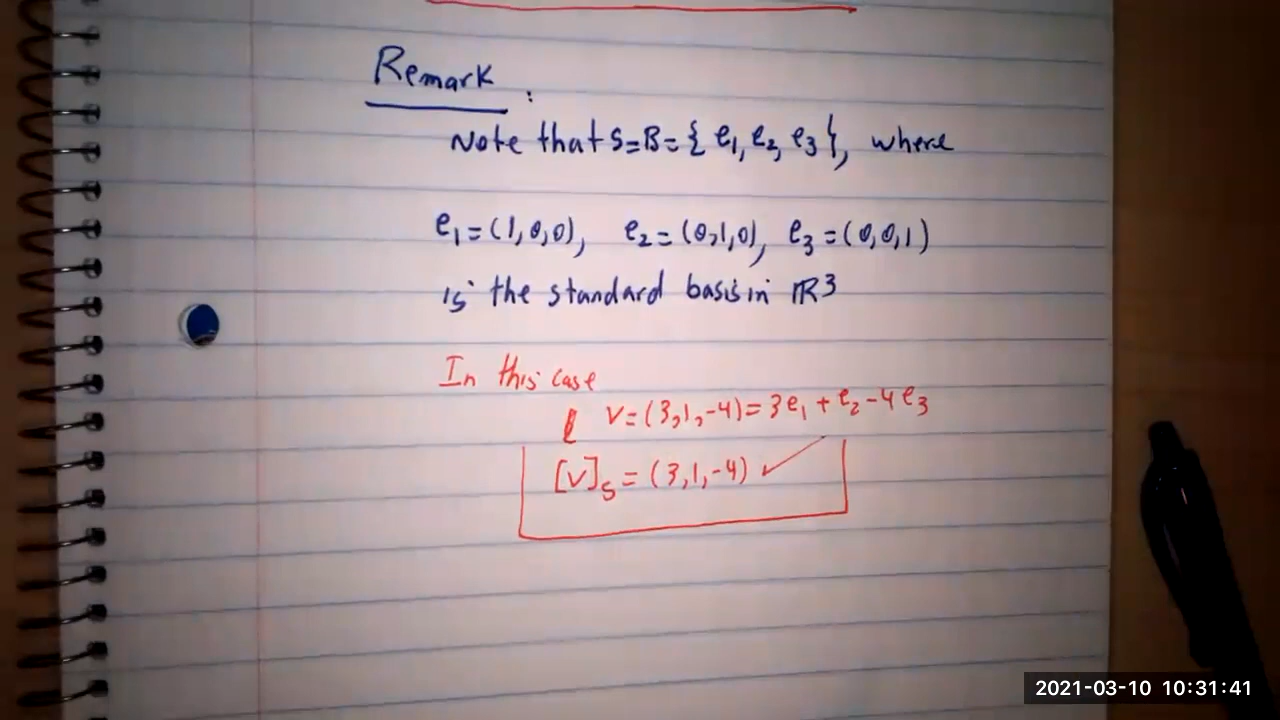 Remark :
Note that S=B={e₁, e₂, e₃}, where
e₁=(1,0,0), e₂=(0,1,0), e₃=(0,0,1)
is the standard basis in ℝ³
In this case
v=(3,1,-4)=3e₁+e₂-4e₃
[v]ₛ=(3,1,-4) ✓
2021-03-10 10:31:41